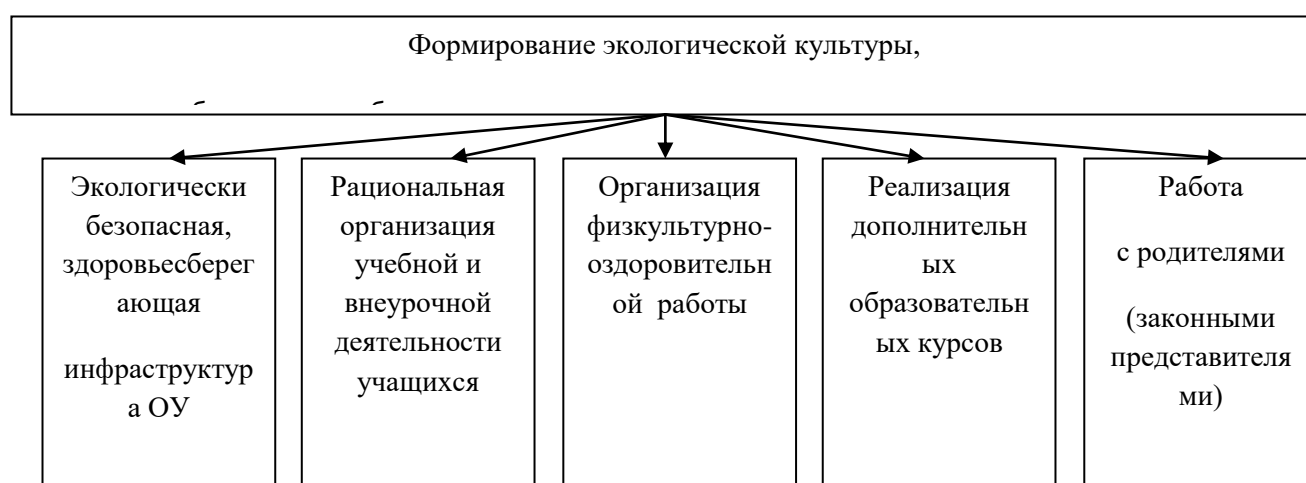 Формирование экологической культуры,
Экологически
безопасная,
здоровьесберег
ающая
инфраструктур
а ОУ
Рациональная
организация
учебной и
внеурочной
деятельности
учащихся
Организация
физкультурно-
оздоровительн
ой работы
Реализация
дополнительн
ых
образовательн
ых курсов
Работа
с родителями
(законными
представителя
ми)